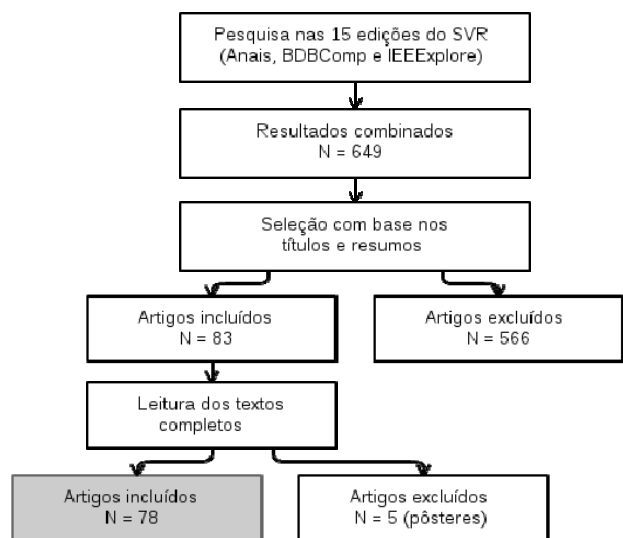 Pesquisa nas 15 edições do SVR
(Anais, BDBComp e IEEExplore)
Resultados combinados
N = 649
Seleção com base nos
títulos e resumos
Artigos incluídos
N = 83
Artigos excluídos
N = 566
Leitura dos textos
completos
Artigos incluídos
N = 78
Artigos excluídos
N = 5 (pôsteres)